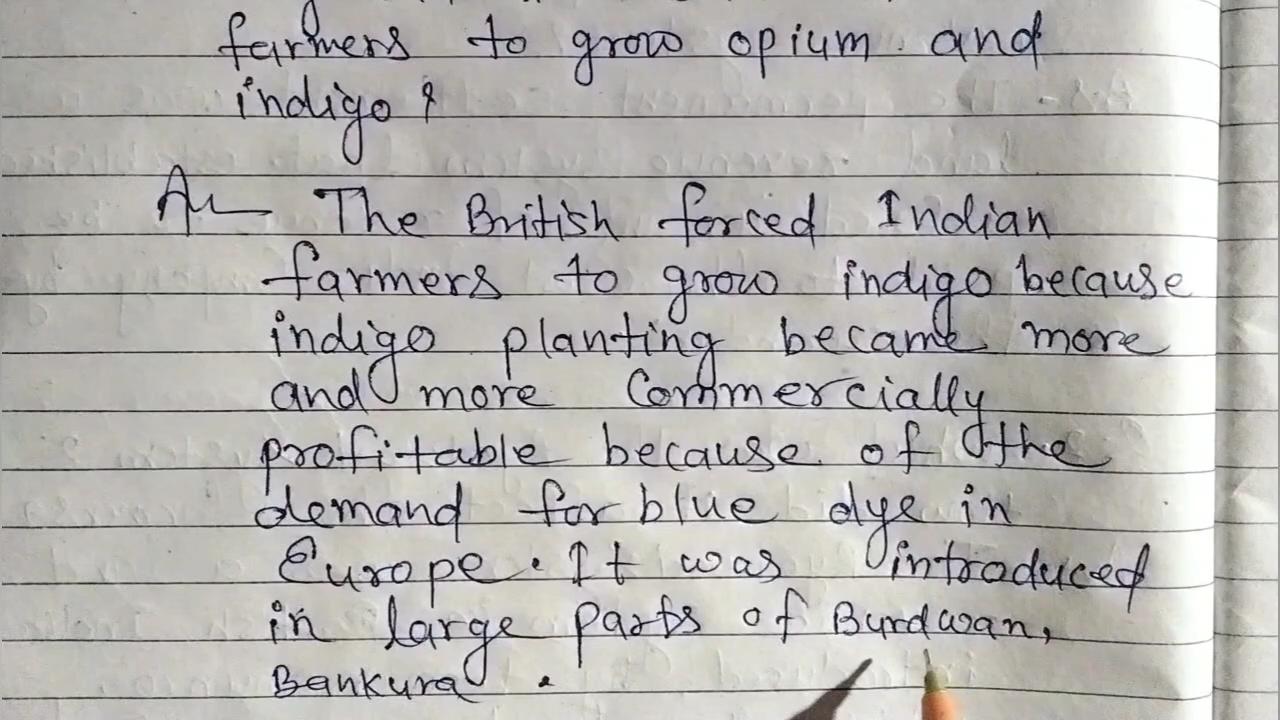 farmers to grow opium and
indigo ?
Ans The British forced Indian
farmers to grow indigo because
indigo planting became more
and more Commercially
profitable because of the
demand for blue dye in
Europe. It was introduced
in large parts of Burdwan,
Bankura.